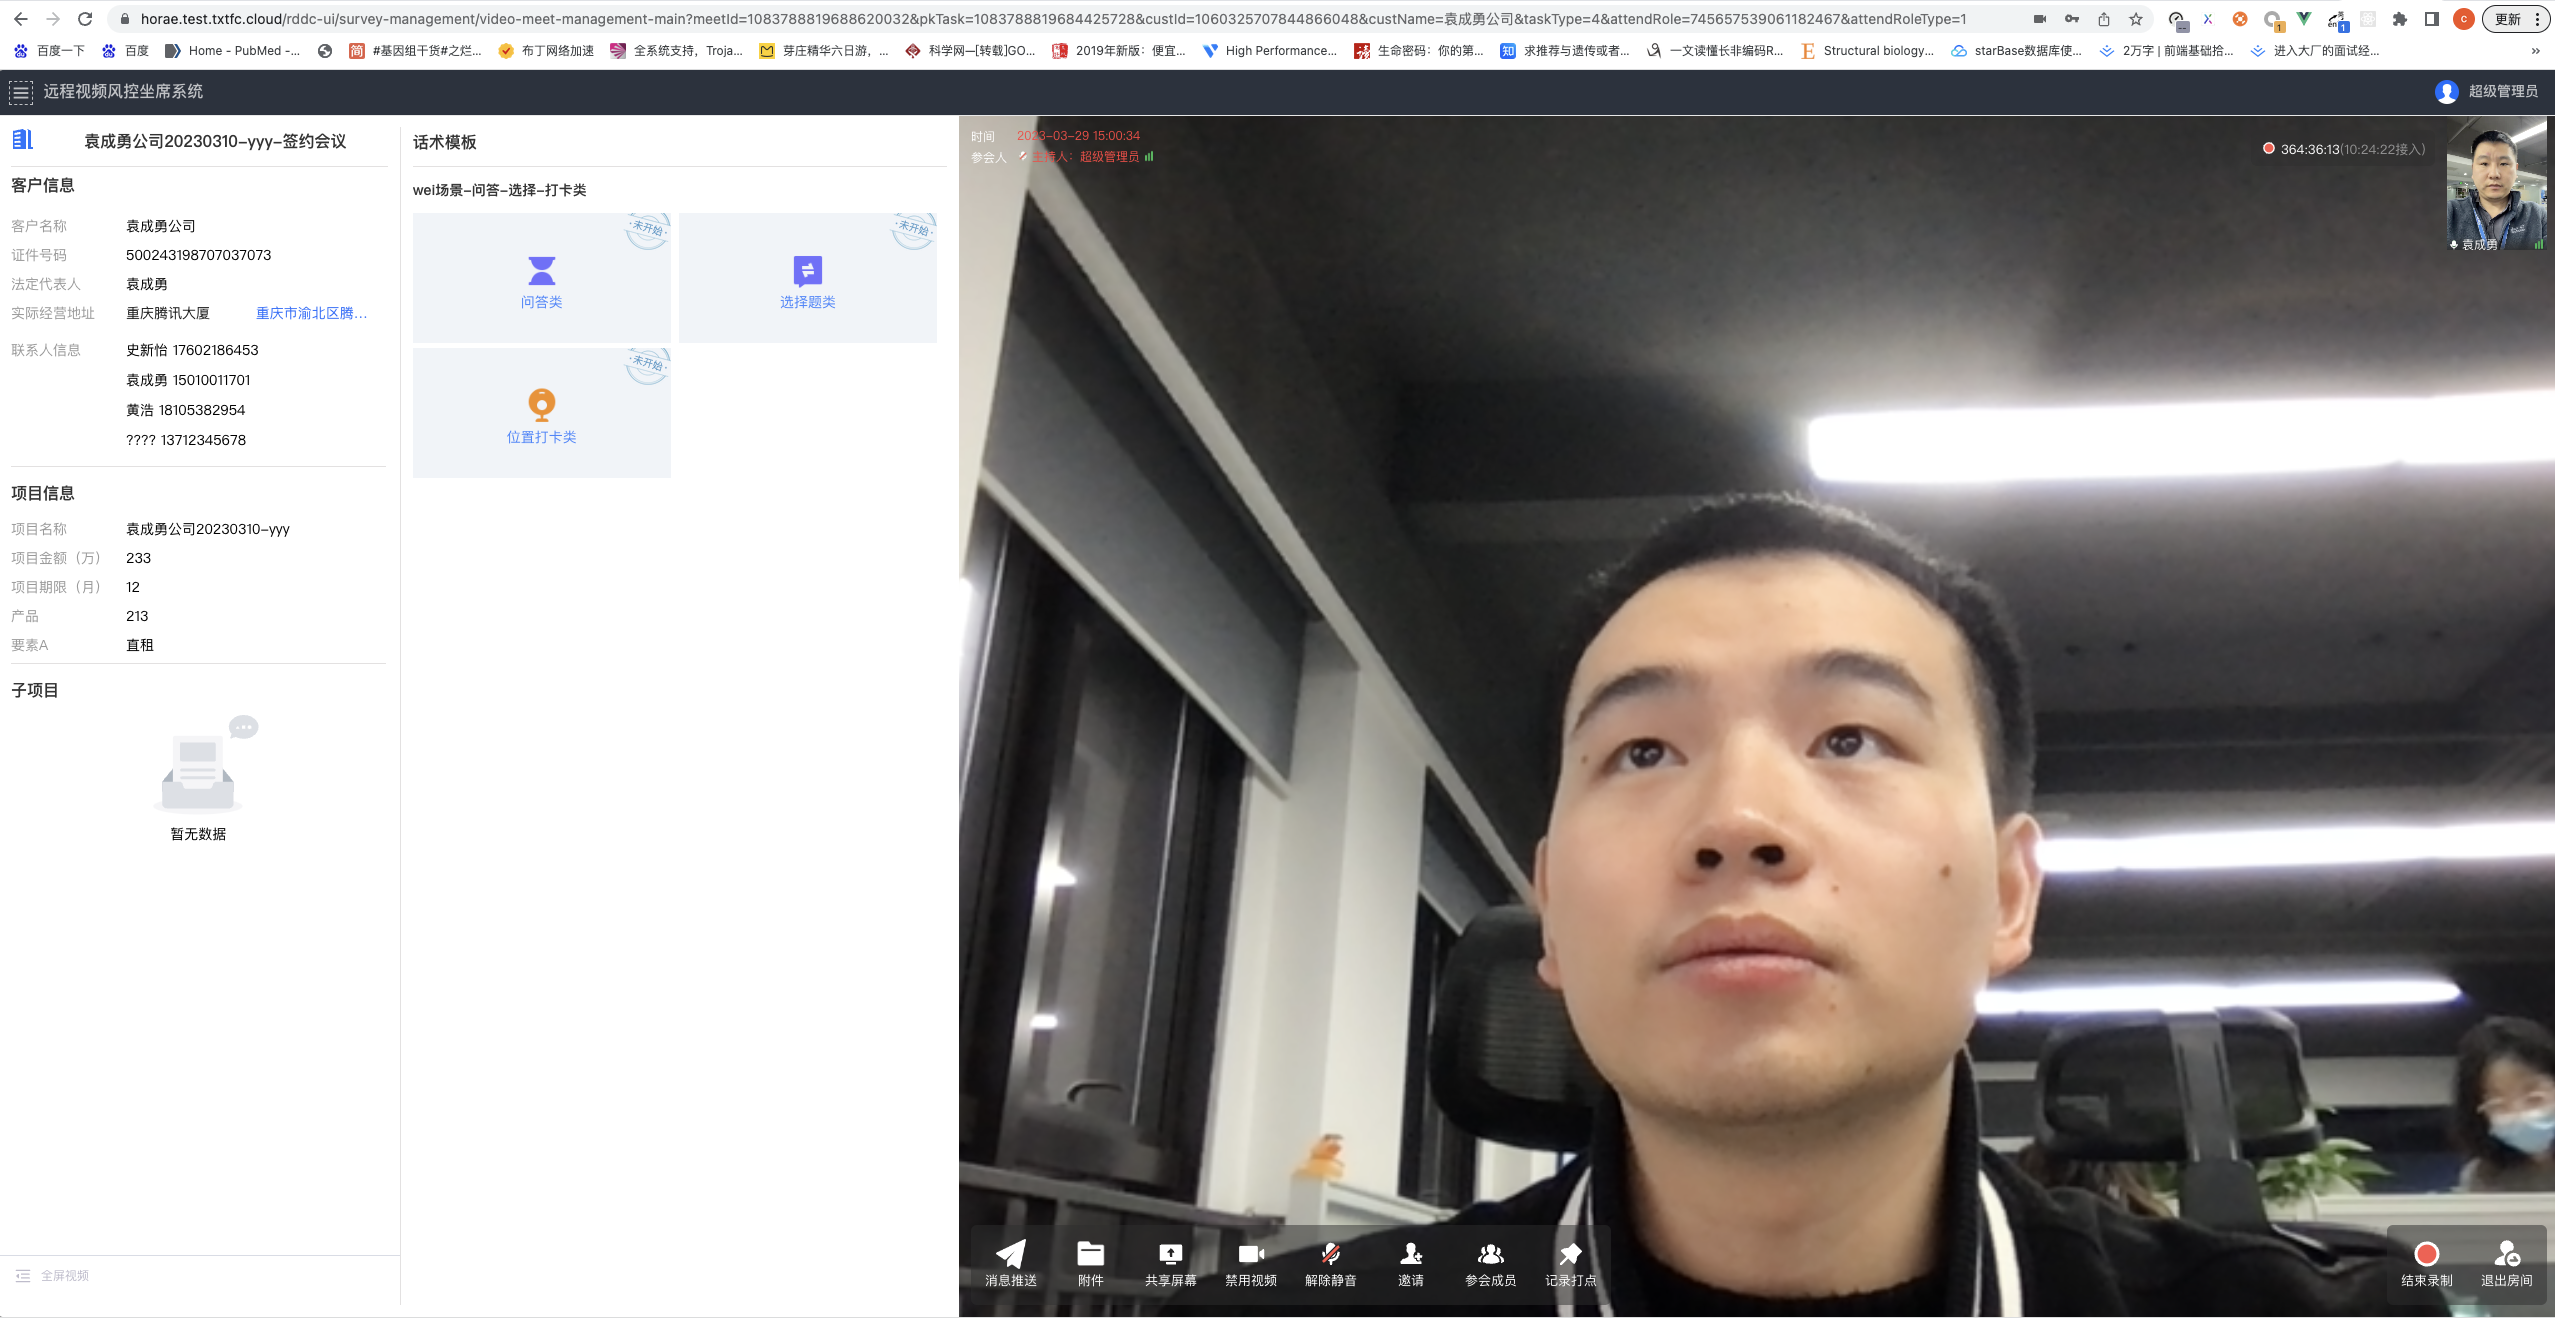 horae.test.txtfc.cloud/rddc-ui/survey-management/video-meet-management-main?meetId=1083788819688620032&pkTask=1083788819684425728&custId=1060325707844866048&custName=袁成勇公司&taskType=4&attendRole=745657539061182467&attendRoleType=1
更新
百度一下
百度
Home - PubMed -...
#基因组干货#之烂...
布丁网络加速
全系统支持，Troja...
芽庄精华六日游，...
科学网—[转载]GO...
2019年新版：便宜...
High Performance...
生命密码：你的第...
求推荐与遗传或者...
一文读懂长非编码R...
Structural biology...
starBase数据库使...
2万字 | 前端基础拾...
进入大厂的面试经...
»
远程视频风控坐席系统
超级管理员
袁成勇公司20230310-yyy-签约会议
客户信息
客户名称 袁成勇公司
证件号码 500243198707037073
法定代表人 袁成勇
实际经营地址 重庆腾讯大厦 重庆市渝北区腾...
联系人信息 史新怡 17602186453
袁成勇 15010011701
黄浩 18105382954
???? 13712345678
项目信息
项目名称 袁成勇公司20230310-yyy
项目金额（万） 233
项目期限（月） 12
产品 213
要素A 直租
子项目
暂无数据
全屏视频
话术模板
wei场景-问答-选择-打卡类
未开始
问答类
未开始
选择题类
未开始
位置打卡类
时间 2023-03-29 15:00:34
参会人 主持人：超级管理员
364:36:13(10:24:22接入)
袁成勇
消息推送
附件
共享屏幕
禁用视频
解除静音
邀请
参会成员
记录打点
结束录制
退出房间